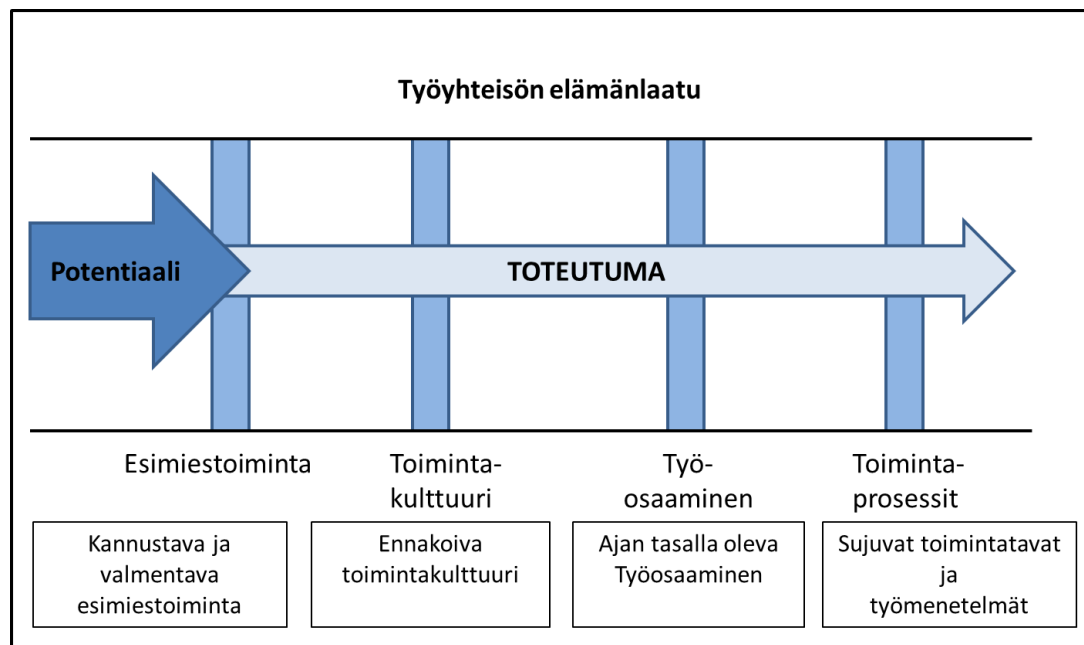 Työyhteisön elämänlaatu
Potentiaali
TOTEUTUMA
Esimiestoiminta
Toiminta-
kulttuuri
Työ-
osaaminen
Toiminta-
prosessit
Kannustava ja
valmentava
esimiestoiminta
Ennakoiva
toimintakulttuuri
Ajan tasalla oleva
Työosaaminen
Sujuvat toimintatavat
ja
työmenetelmät